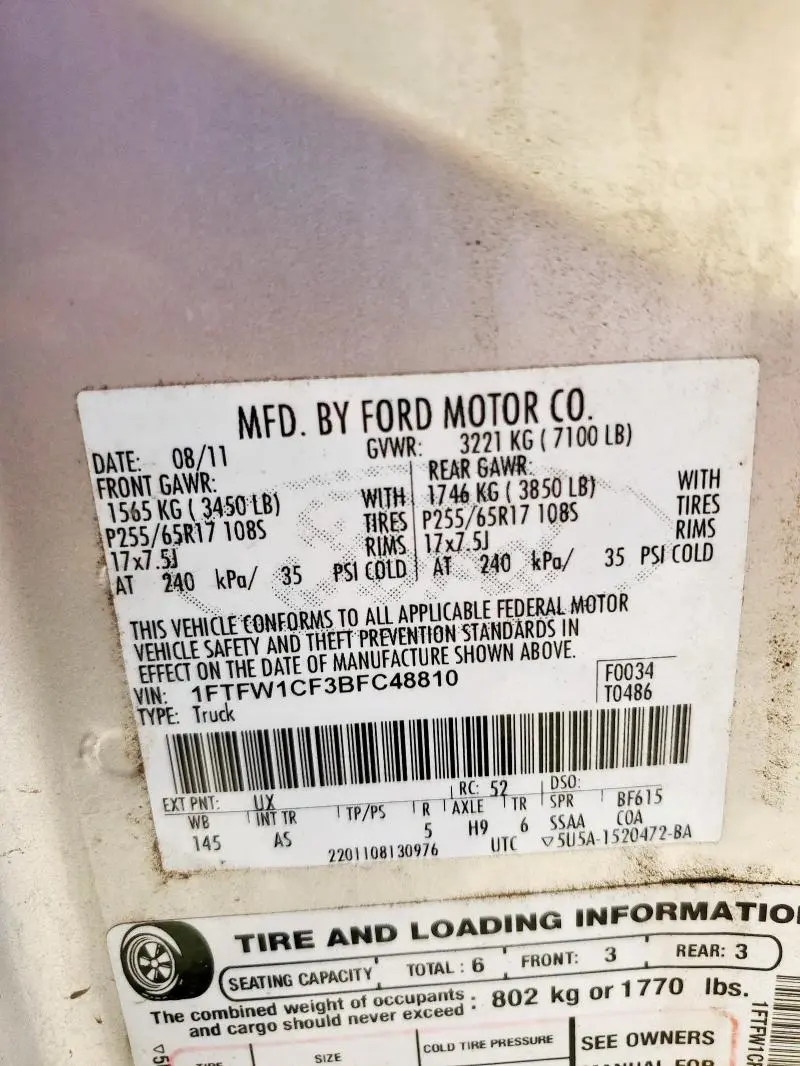 MFD. BY FORD MOTOR CO.
DATE: 08/11 GVWR: 3221 KG ( 7100 LB)
FRONT GAWR: REAR GAWR:
1565 KG ( 3450 LB) WITH 1746 KG ( 3850 LB) WITH
P255/65R17 108S TIRES P255/65R17 108S TIRES
17x7.5J RIMS 17x7.5J RIMS
AT 240 kPa/ 35 PSI COLD AT 240 kPa/ 35 PSI COLD
THIS VEHICLE CONFORMS TO ALL APPLICABLE FEDERAL MOTOR
VEHICLE SAFETY AND THEFT PREVENTION STANDARDS IN
EFFECT ON THE DATE OF MANUFACTURE SHOWN ABOVE.
VIN: 1FTFW1CF3BFC48810 F0034
TYPE: Truck T0486
EXT PNT: UX RC: 52 DSO:
WB INT TR TP/PS R AXLE TR SPR BF615
145 AS 5 H9 6 SSAA COA
2201108130976 UTC ▽5U5A-1520472-BA
TIRE AND LOADING INFORMATIO
SEATING CAPACITY TOTAL : 6 FRONT: 3 REAR: 3
The combined weight of occupants
and cargo should never exceed : 802 kg or 1770 lbs.
SIZE COLD TIRE PRESSURE SEE OWNERS
TIRE MANUAL FOR
▽5
1FTFW1CF